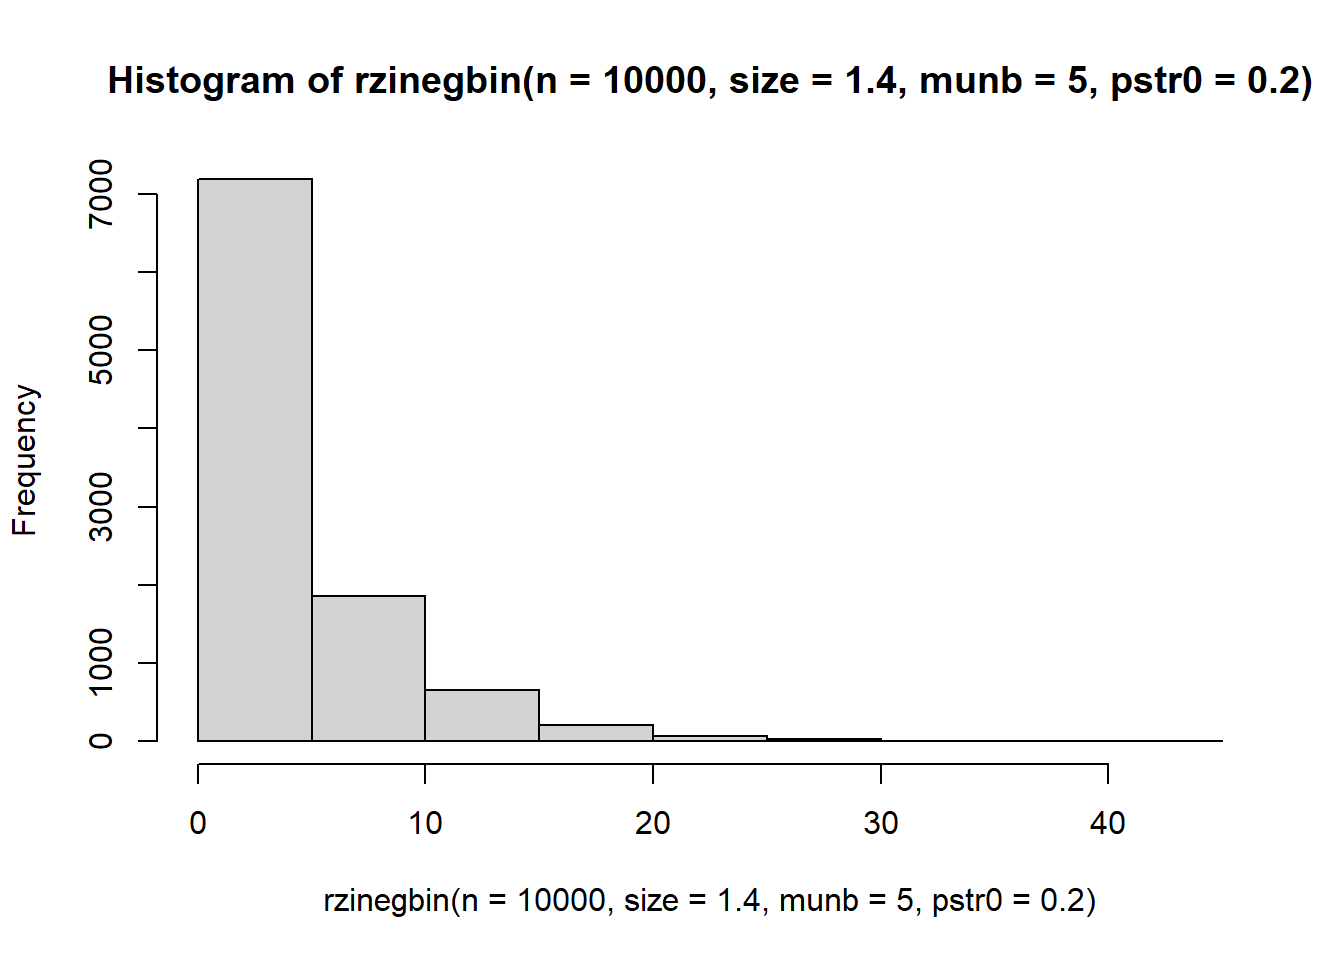 Histogram of rzinegbin(n = 10000, size = 1.4, munb = 5, pstr0 = 0.2)
Frequency
7000
5000
3000
1000
0
0 10 20 30 40
rzinegbin(n = 10000, size = 1.4, munb = 5, pstr0 = 0.2)